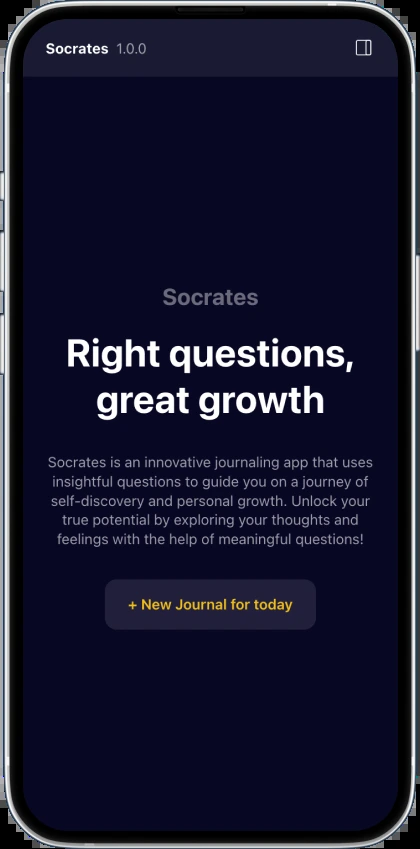 Socrates 1.0.0
Socrates
Right questions,
great growth
Socrates is an innovative journaling app that uses
insightful questions to guide you on a journey of
self-discovery and personal growth. Unlock your
true potential by exploring your thoughts and
feelings with the help of meaningful questions!
+ New Journal for today